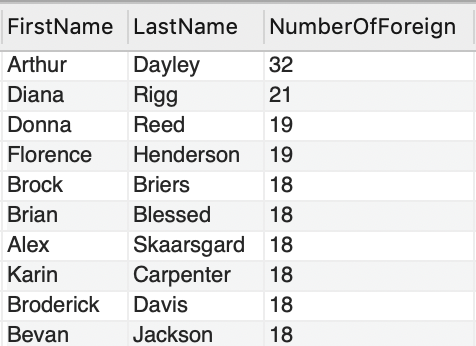 FirstName LastName NumberOfForeign
Arthur Dayley 32
Diana Rigg 21
Donna Reed 19
Florence Henderson 19
Brock Briers 18
Brian Blessed 18
Alex Skaarsgard 18
Karin Carpenter 18
Broderick Davis 18
Bevan Jackson 18